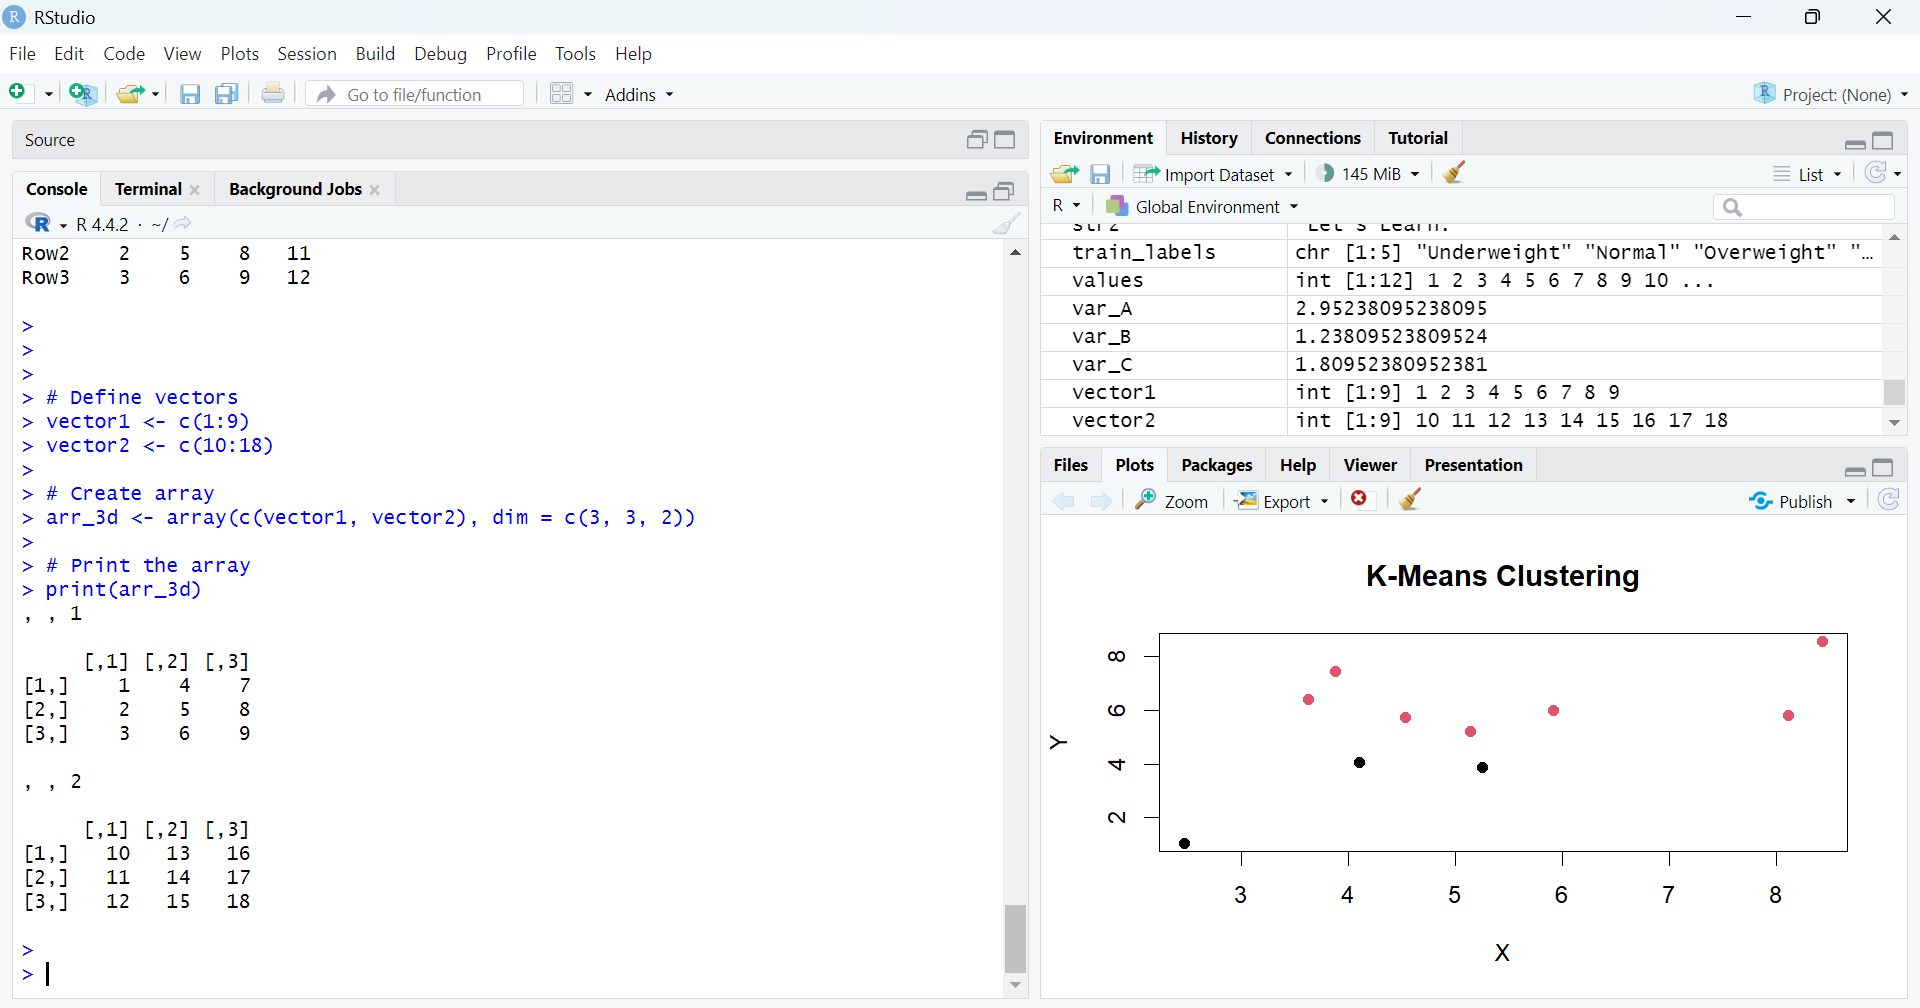 RStudio
File Edit Code View Plots Session Build Debug Profile Tools Help
Go to file/function Addins Project: (None)
Source
Console Terminal Background Jobs
R 4.4.2 · ~/
Row2    2    5    8   11
Row3    3    6    9   12
>
>
>
> # Define vectors
> vector1 <- c(1:9)
> vector2 <- c(10:18)
>
> # Create array
> arr_3d <- array(c(vector1, vector2), dim = c(3, 3, 2))
>
> # Print the array
> print(arr_3d)
, , 1
     [,1] [,2] [,3]
[1,]    1    4    7
[2,]    2    5    8
[3,]    3    6    9
, , 2
     [,1] [,2] [,3]
[1,]   10   13   16
[2,]   11   14   17
[3,]   12   15   18
>
>
Environment History Connections Tutorial
Import Dataset 145 MiB List
R Global Environment
str2 "Let's Learn!"
train_labels chr [1:5] "Underweight" "Normal" "Overweight" "…
values int [1:12] 1 2 3 4 5 6 7 8 9 10 ...
var_A 2.95238095238095
var_B 1.23809523809524
var_C 1.80952380952381
vector1 int [1:9] 1 2 3 4 5 6 7 8 9
vector2 int [1:9] 10 11 12 13 14 15 16 17 18
Files Plots Packages Help Viewer Presentation
Zoom Export Publish
K-Means Clustering
8
6
4
2
Y
3 4 5 6 7 8
X